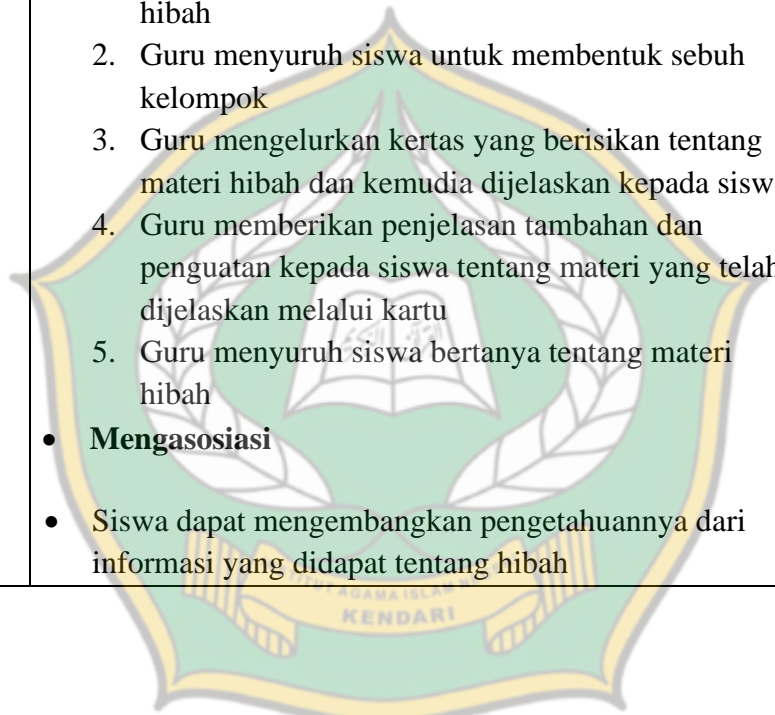 hibah
2. Guru menyuruh siswa untuk membentuk sebuh
kelompok
3. Guru mengelurkan kertas yang berisikan tentang
materi hibah dan kemudia dijelaskan kepada sisw
4. Guru memberikan penjelasan tambahan dan
penguatan kepada siswa tentang materi yang telah
dijelaskan melalui kartu
5. Guru menyuruh siswa bertanya tentang materi
hibah
• Mengasosiasi
• Siswa dapat mengembangkan pengetahuannya dari
informasi yang didapat tentang hibah
AGAMA ISLAM
KENDARI